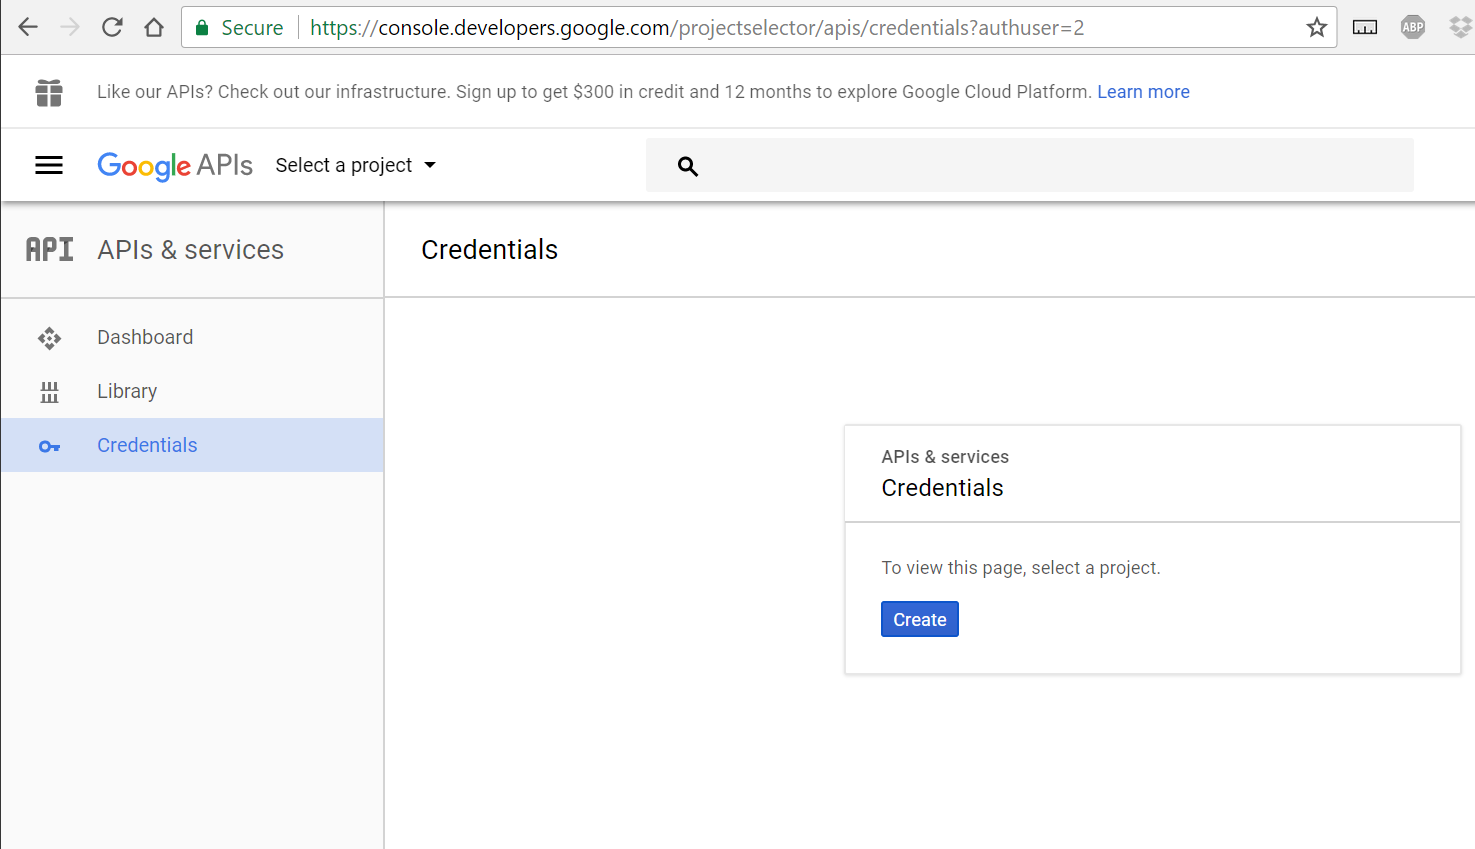 Secure https://console.developers.google.com/projectselector/apis/credentials?authuser=2
ABP
Like our APIs? Check out our infrastructure. Sign up to get $300 in credit and 12 months to explore Google Cloud Platform. Learn more
Google APIs Select a project
API APIs & services
Credentials
Dashboard
Library
Credentials
APIs & services
Credentials
To view this page, select a project.
Create